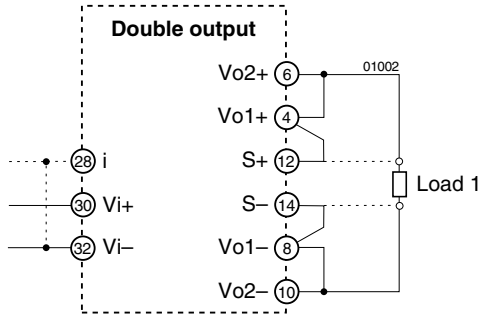 Double output
Vo2+ 6 01002
Vo1+ 4
28 i S+ 12
Load 1
30 Vi+ S– 14
32 Vi– Vo1– 8
Vo2– 10